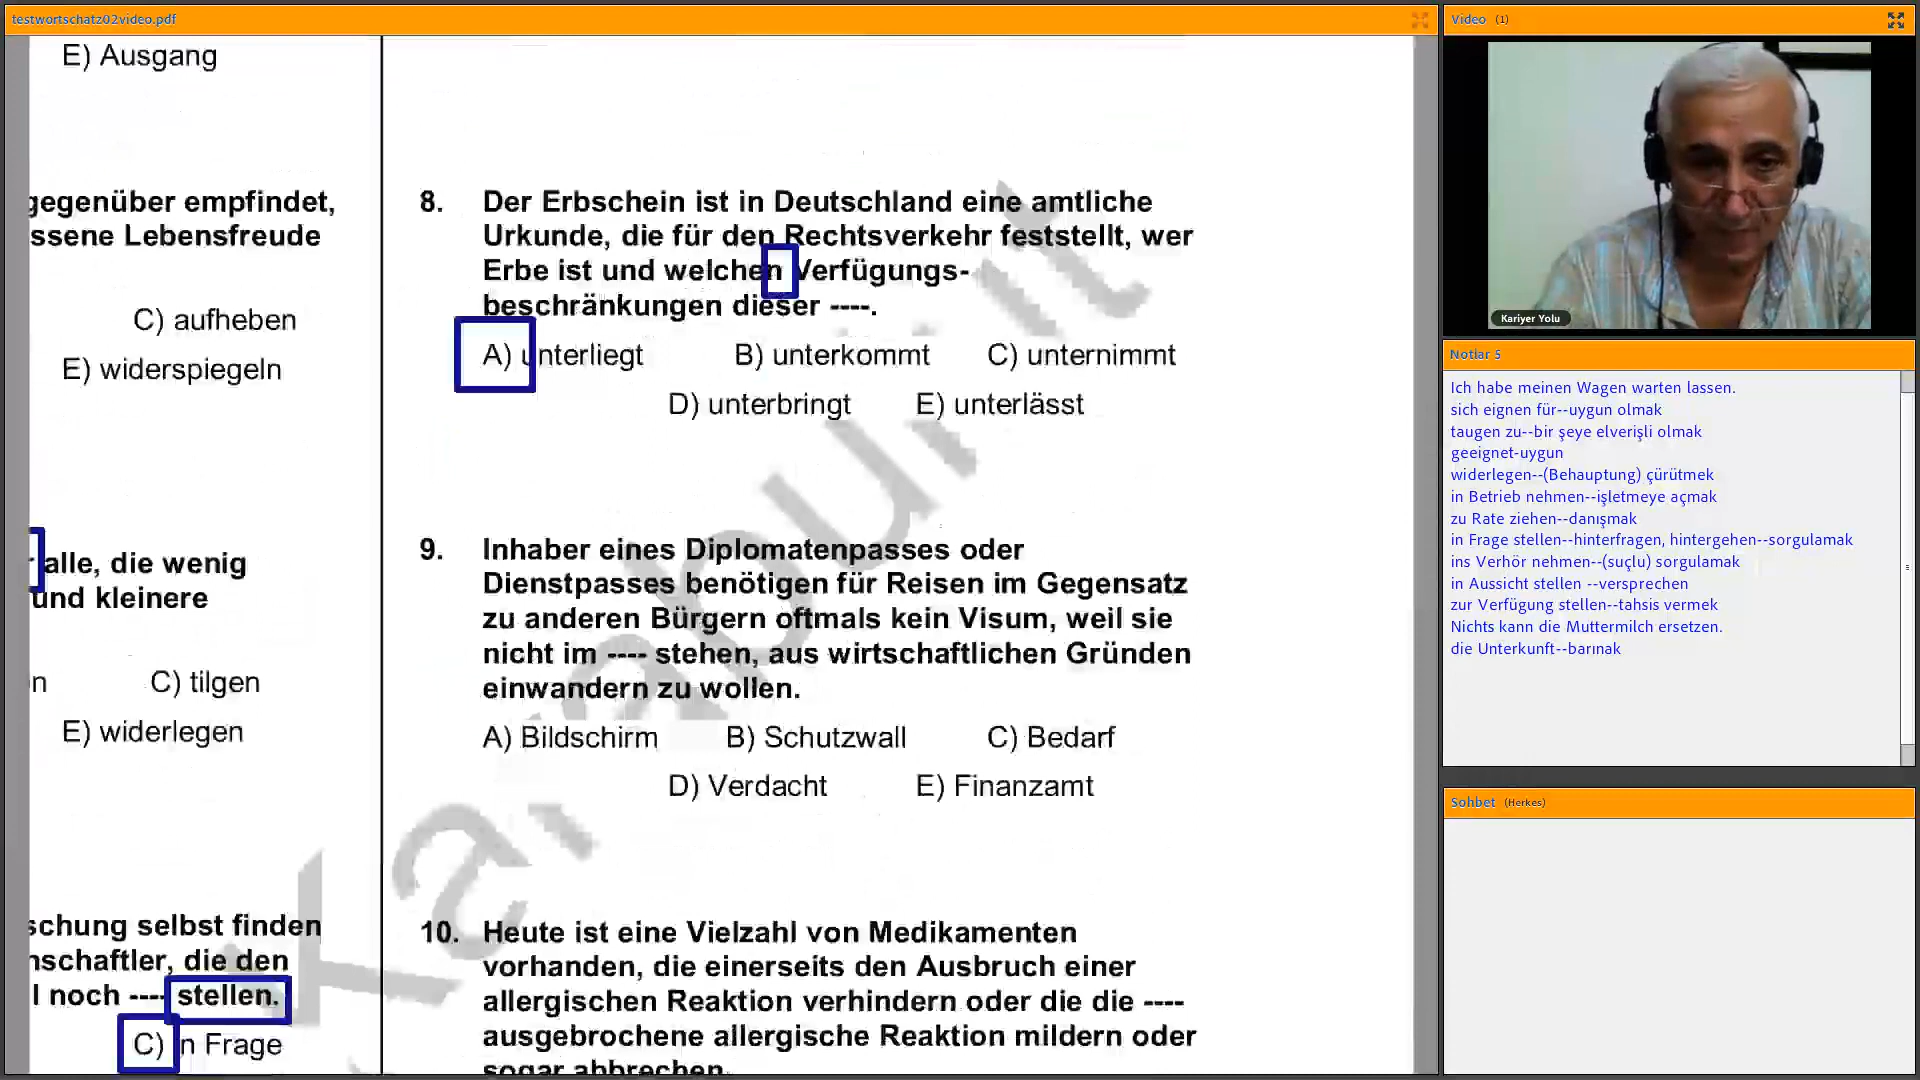 testwortschatz02video.pdf
E) Ausgang
gegenüber empfindet,
ssene Lebensfreude
C) aufheben
E) widerspiegeln
alle, die wenig
und kleinere
n
C) tilgen
E) widerlegen
schung selbst finden
nschaftler, die den
l noch ---- stellen.
C) in Frage
8. Der Erbschein ist in Deutschland eine amtliche
Urkunde, die für den Rechtsverkehr feststellt, wer
Erbe ist und welchen Verfügungs-
beschränkungen dieser ----.
A) unterliegt B) unterkommt C) unternimmt
D) unterbringt E) unterlässt
9. Inhaber eines Diplomatenpasses oder
Dienstpasses benötigen für Reisen im Gegensatz
zu anderen Bürgern oftmals kein Visum, weil sie
nicht im ---- stehen, aus wirtschaftlichen Gründen
einwandern zu wollen.
A) Bildschirm B) Schutzwall C) Bedarf
D) Verdacht E) Finanzamt
10. Heute ist eine Vielzahl von Medikamenten
vorhanden, die einerseits den Ausbruch einer
allergischen Reaktion verhindern oder die die ----
ausgebrochene allergische Reaktion mildern oder
sogar abbrechen.
Video (1)
Kariyer Yolu
Notlar 5
Ich habe meinen Wagen warten lassen.
sich eignen für--uygun olmak
taugen zu--bir şeye elverişli olmak
geeignet-uygun
widerlegen--(Behauptung) çürütmek
in Betrieb nehmen--işletmeye açmak
zu Rate ziehen--danışmak
in Frage stellen--hinterfragen, hintergehen--sorgulamak
ins Verhör nehmen--(suçlu) sorgulamak
in Aussicht stellen --versprechen
zur Verfügung stellen--tahsis vermek
Nichts kann die Muttermilch ersetzen.
die Unterkunft--barınak
Sohbet (Herkes)